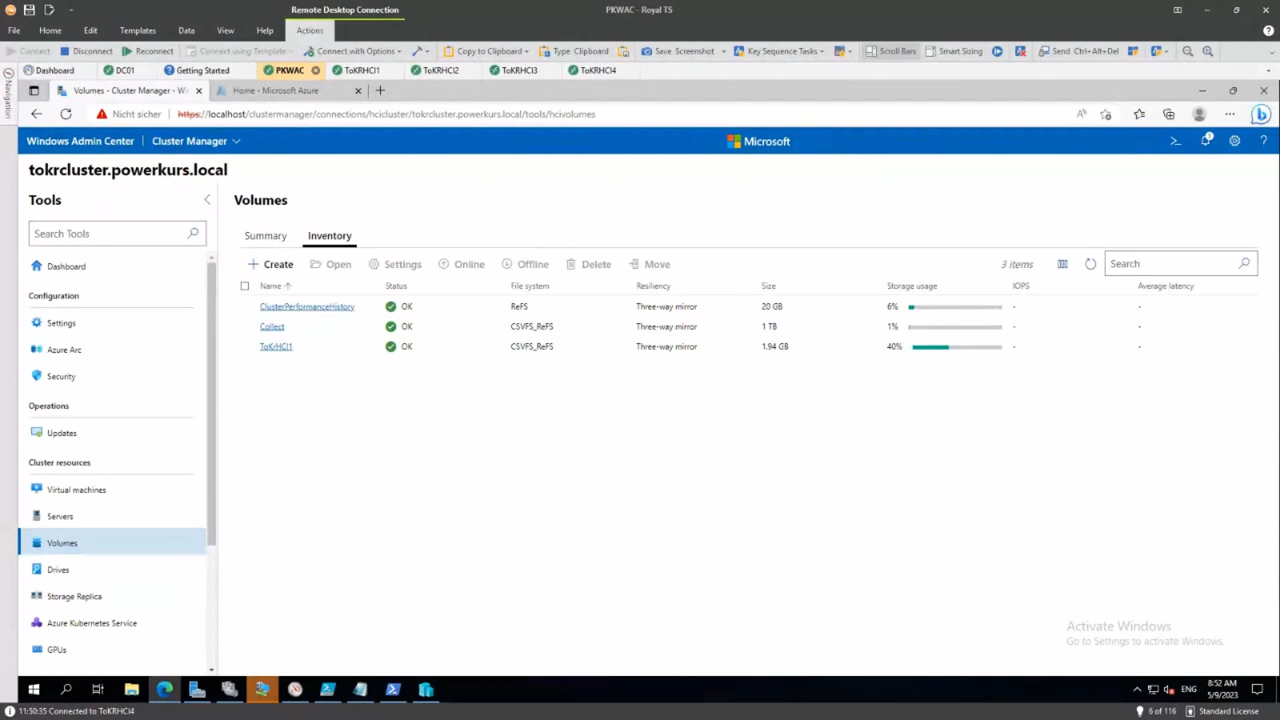 Remote Desktop Connection
PKWAC - Royal TS
File Home Edit Templates Data View Help Actions
Connect Disconnect Reconnect Connect using Template Connect with Options Copy to Clipboard Type Clipboard Save Screenshot Key Sequence Tasks Scroll Bars Smart Sizing Send Ctrl+Alt+Del
Navigation
Dashboard DC01 Getting Started PKWAC ToKRHCI1 ToKRHCI2 ToKRHCI3 ToKRHCI4
Volumes - Cluster Manager - Wi Home - Microsoft Azure
Nicht sicher https://localhost/clustermanager/connections/hcicluster/tokrcluster.powerkurs.local/tools/hcivolumes
Windows Admin Center Cluster Manager Microsoft
tokrcluster.powerkurs.local
Tools
Search Tools
Dashboard
Configuration
Settings
Azure Arc
Security
Operations
Updates
Cluster resources
Virtual machines
Servers
Volumes
Drives
Storage Replica
Azure Kubernetes Service
GPUs
Volumes
Summary Inventory
Create Open Settings Online Offline Delete Move 3 items Search
Name Status File system Resiliency Size Storage usage IOPS Average latency
ClusterPerformanceHistory OK ReFS Three-way mirror 20 GB 6% - -
Collect OK CSVFS_ReFS Three-way mirror 1 TB 1% - -
ToKrHCI1 OK CSVFS_ReFS Three-way mirror 1.94 GB 40% - -
Activate Windows
Go to Settings to activate Windows.
ENG 8:52 AM
5/9/2023
11:50:35 Connected to ToKRHCI4 6 of 116 Standard License